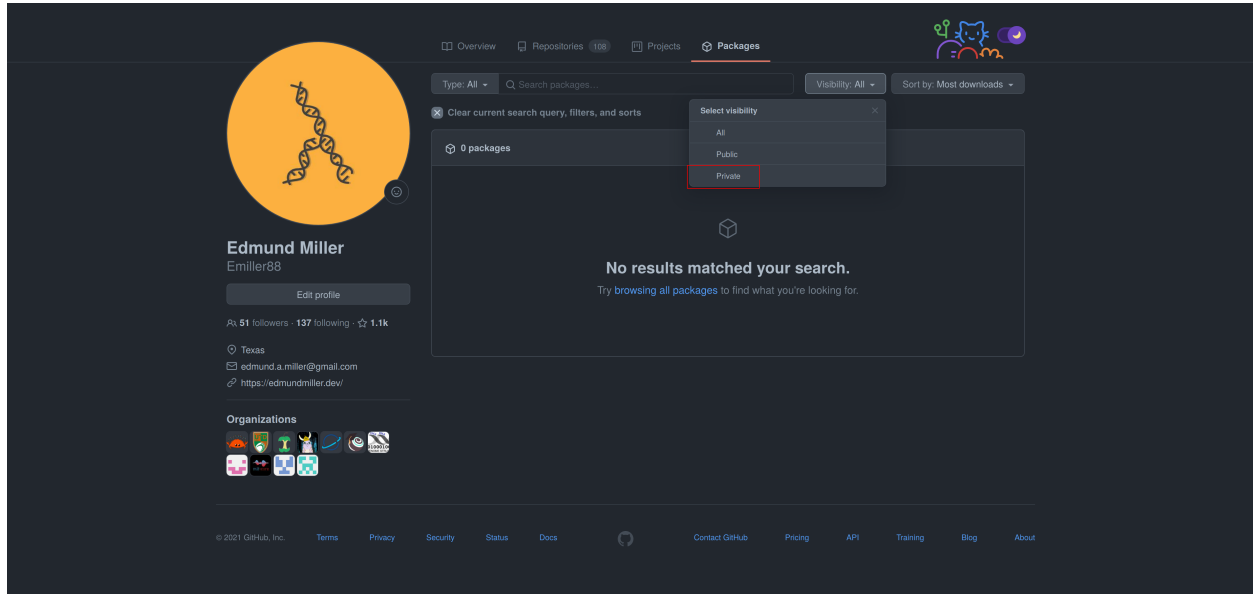 Overview Repositories 108 Projects Packages
Type: All Search packages... Visibility: All Sort by: Most downloads
Clear current search query, filters, and sorts
Select visibility
All
Public
Private
0 packages
No results matched your search.
Try browsing all packages to find what you're looking for.
Edmund Miller
Emiller88
Edit profile
51 followers · 137 following · 1.1k
Texas
edmund.a.miller@gmail.com
https://edmundmiller.dev/
Organizations
© 2021 GitHub, Inc. Terms Privacy Security Status Docs Contact GitHub Pricing API Training Blog About